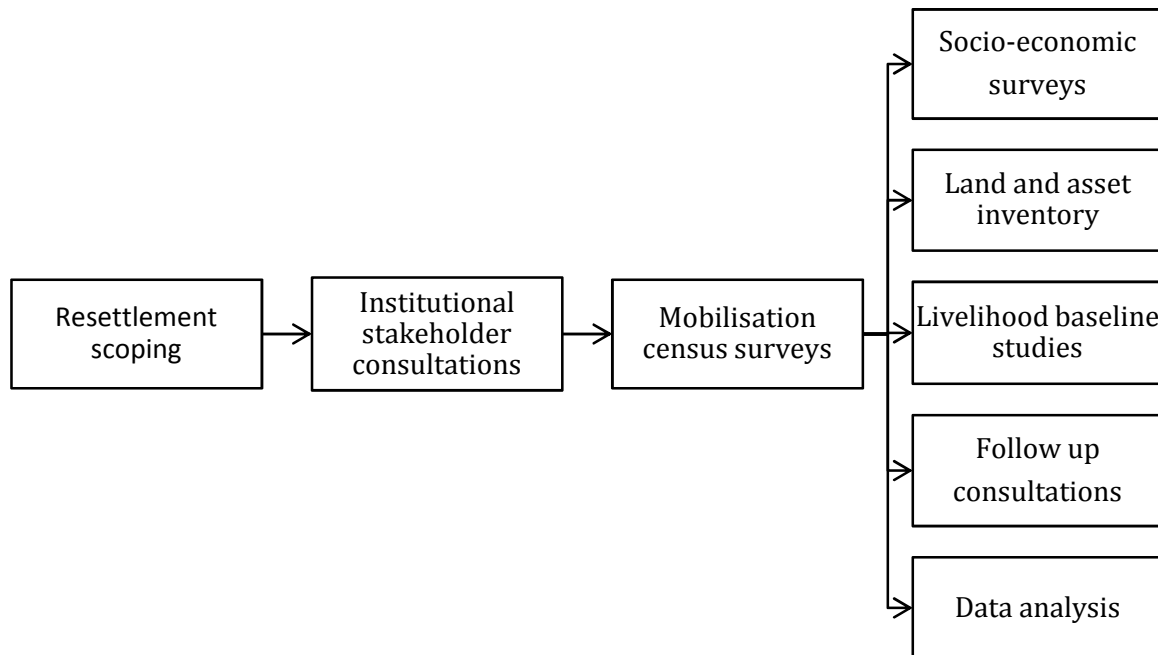 Resettlement
scoping
Institutional
stakeholder
consultations
Mobilisation
census surveys
Socio-economic
surveys
Land and asset
inventory
Livelihood baseline
studies
Follow up
consultations
Data analysis